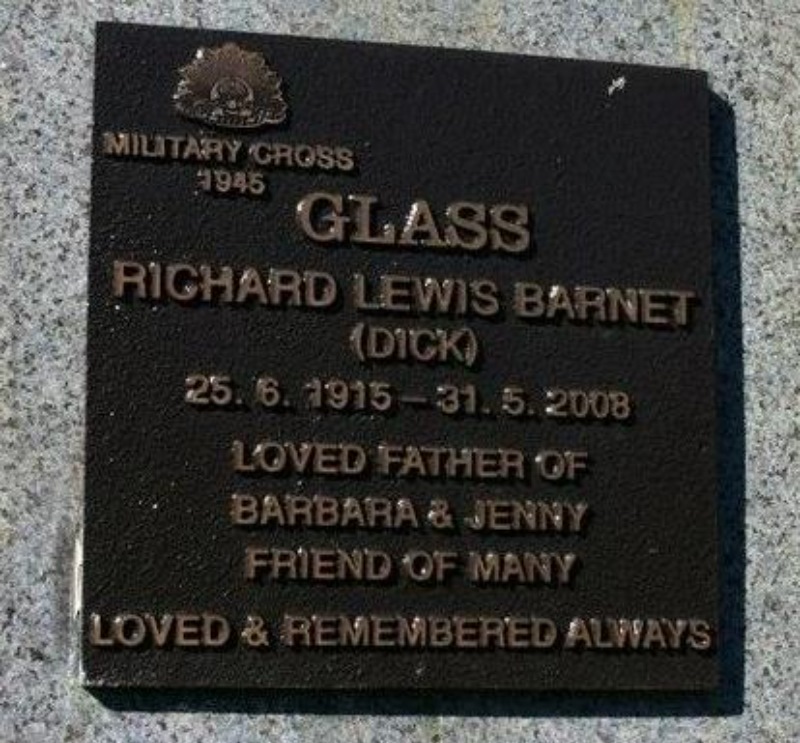 MILITARY CROSS
1945
GLASS
RICHARD LEWIS BARNET
(DICK)
25. 6. 1915 – 31. 5. 2008
LOVED FATHER OF
BARBARA & JENNY
FRIEND OF MANY
LOVED & REMEMBERED ALWAYS